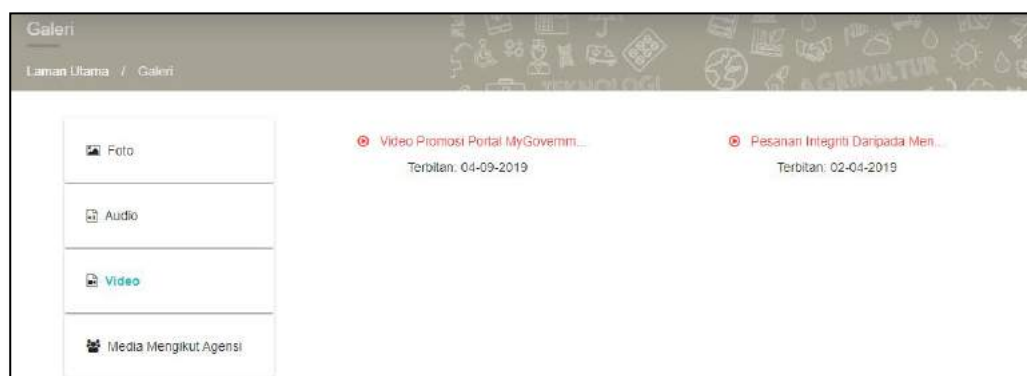 Galeri
Laman Utama / Galeri
TEKNOLOGI
AGRIKULTUR
Foto
Audio
Video
Media Mengikut Agensi
Video Promosi Portal MyGovernm...
Terbitan: 04-09-2019
Pesanan Integriti Daripada Men...
Terbitan: 02-04-2019